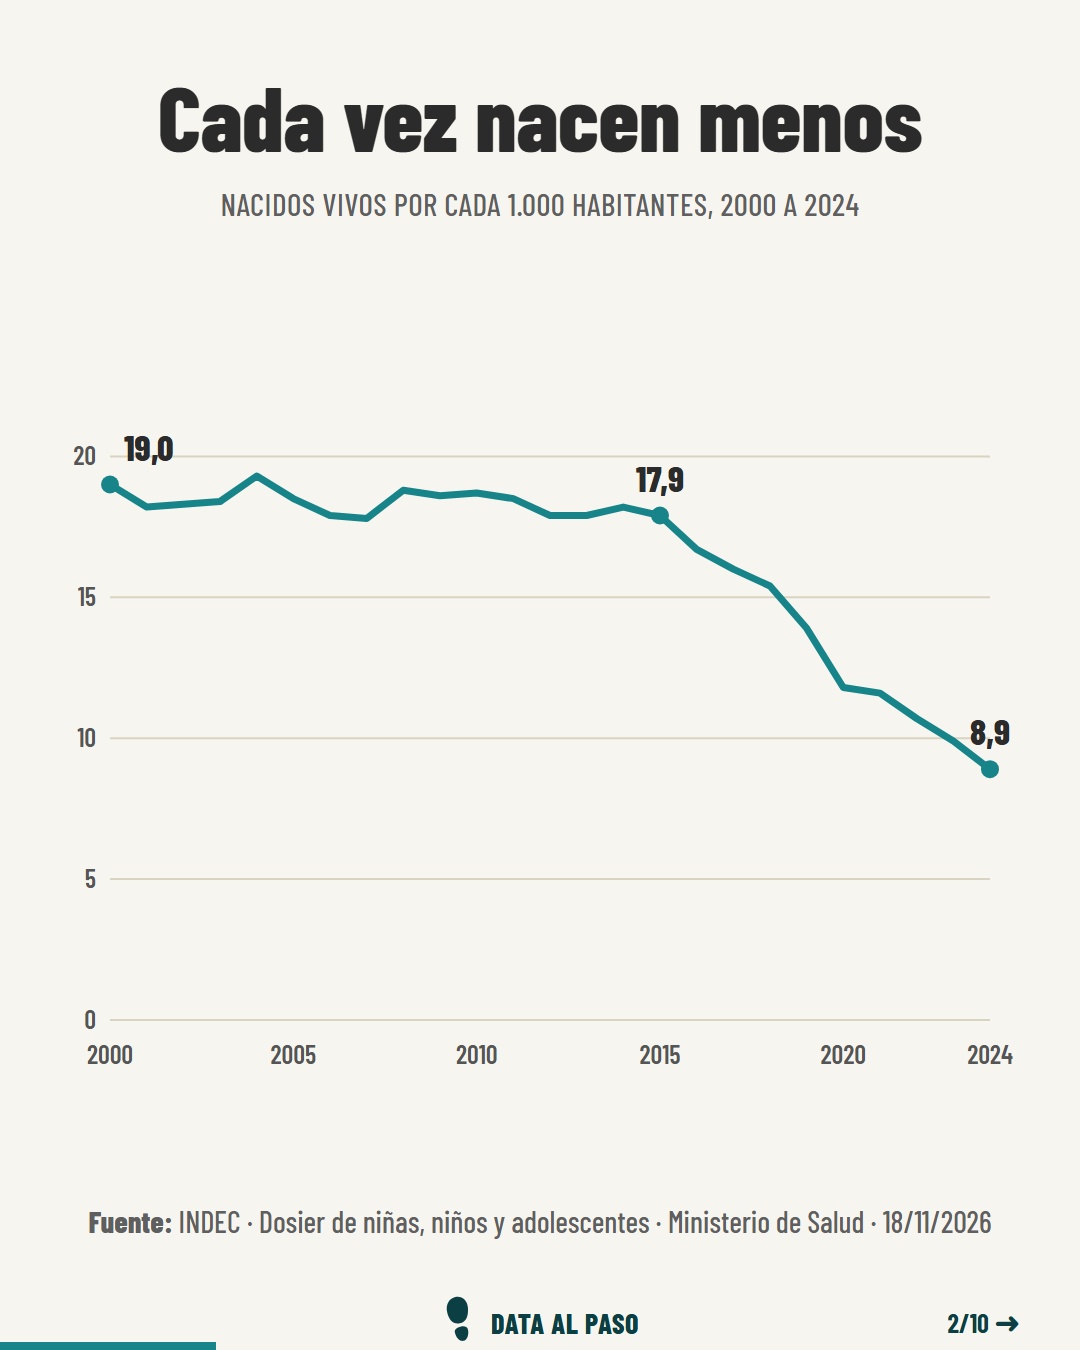 Cada vez nacen menos
NACIDOS VIVOS POR CADA 1.000 HABITANTES, 2000 A 2024
20
19,0
17,9
15
10
8,9
5
0
2000 2005 2010 2015 2020 2024
Fuente: INDEC · Dosier de niñas, niños y adolescentes · Ministerio de Salud · 18/11/2026
DATA AL PASO
2/10 →